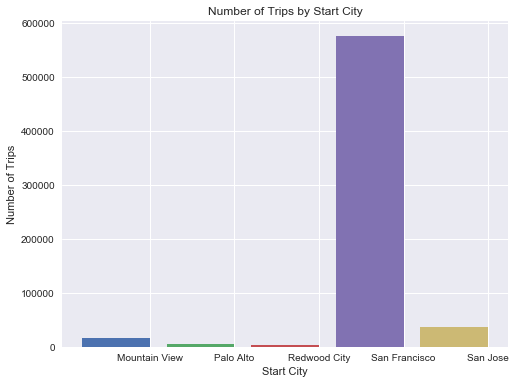 Number of Trips by Start City
Number of Trips
600000
500000
400000
300000
200000
100000
0
Mountain View Palo Alto Redwood City San Francisco San Jose
Start City